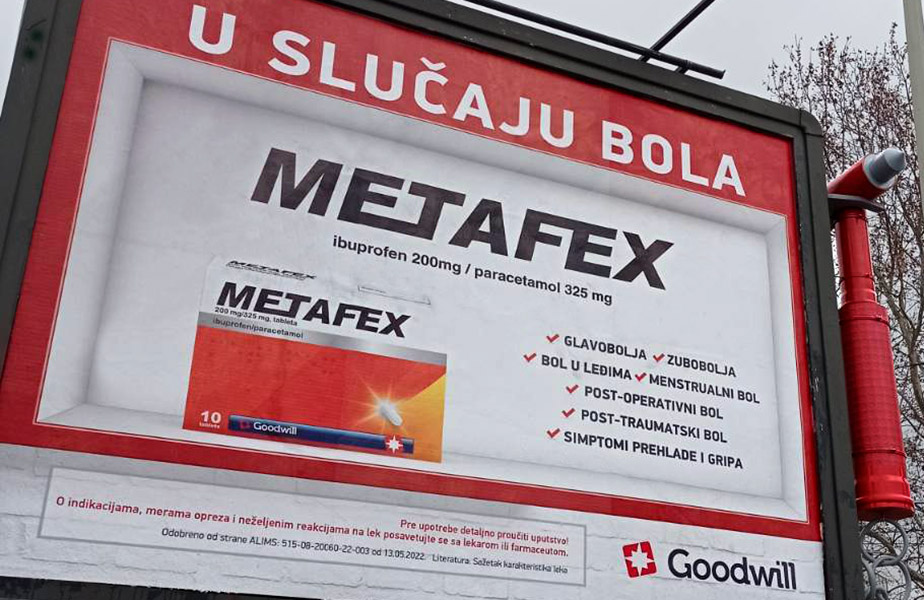 U SLUČAJU BOLA
METAFEX
ibuprofen 200mg / paracetamol 325 mg
METAFEX
METAFEX
200 mg/325 mg, tableta
ibuprofen/paracetamol
10
tableta
Goodwill
GLAVOBOLJA ZUBOBOLJA
BOL U LEĐIMA MENSTRUALNI BOL
POST-OPERATIVNI BOL
POST-TRAUMATSKI BOL
SIMPTOMI PREHLADE I GRIPA
Pre upotrebe detaljno proučiti uputstvo!
O indikacijama, merama opreza i neželjenim reakcijama na lek posavetujte se sa lekarom ili farmaceutom.
Odobreno od strane ALIMS: 515-08-20060-22-003 od 13.05.2022. Literatura: Sažetak karakteristika leka
Goodwill